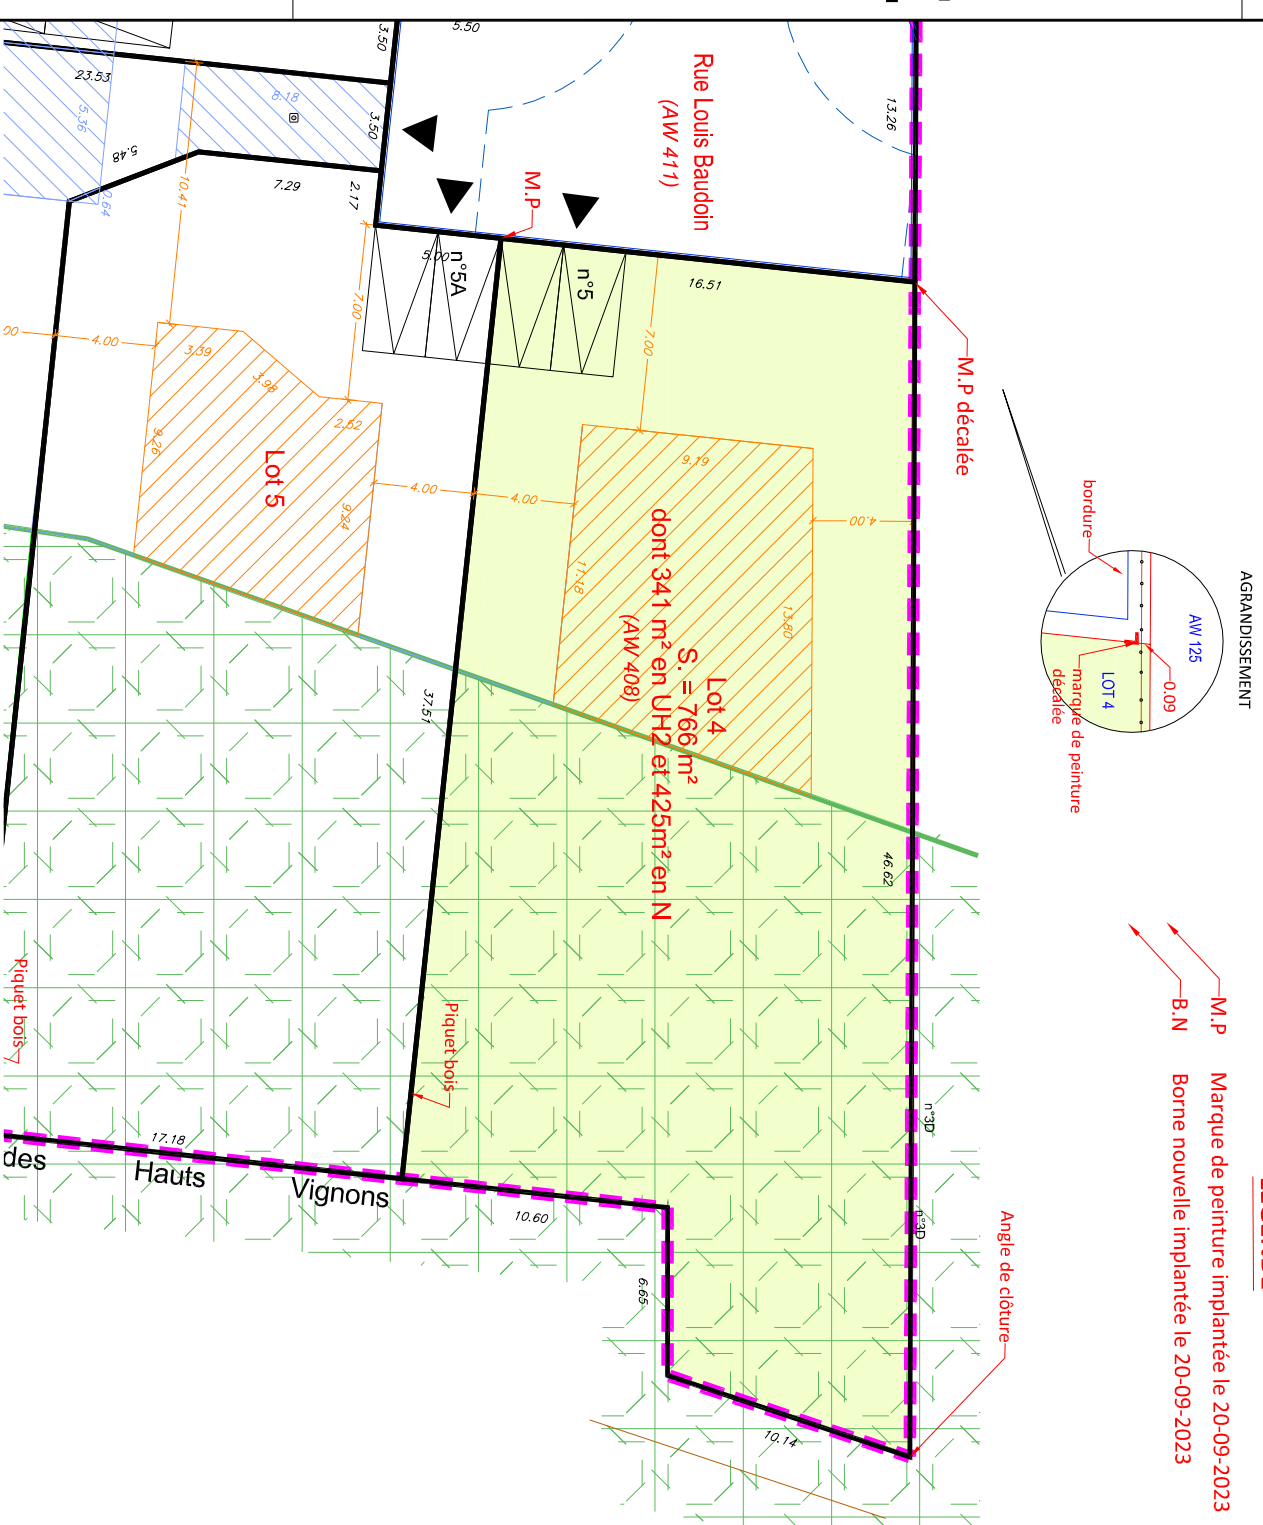 5.50
3.50
23.53
8.18
5.36
3.50
5.48
7.29
2.17
2.64
10.41
13.26
Rue Louis Baudoin
(AW 411)
M.P
5.00
n°5A
n°5
16.51
7.00
7.00
4.00
3.39
3.98
2.52
9.26
9.24
Lot 5
4.00
4.00
9.19
4.00
11.18
13.80
Lot 4
S. = 766 m²
dont 341 m² en UH2 et 425m² en N
(AW 408)
37.51
46.62
M.P décalée
AGRANDISSEMENT
bordure
AW 125
LOT 4
0.09
marque de peinture
décalée
M.P Marque de peinture implantée le 20-09-2023
B.N Borne nouvelle implantée le 20-09-2023
Piquet bois
Piquet bois
n°3D
n°3D
Angle de clôture
17.18
des Hauts Vignons
10.60
6.65
10.14